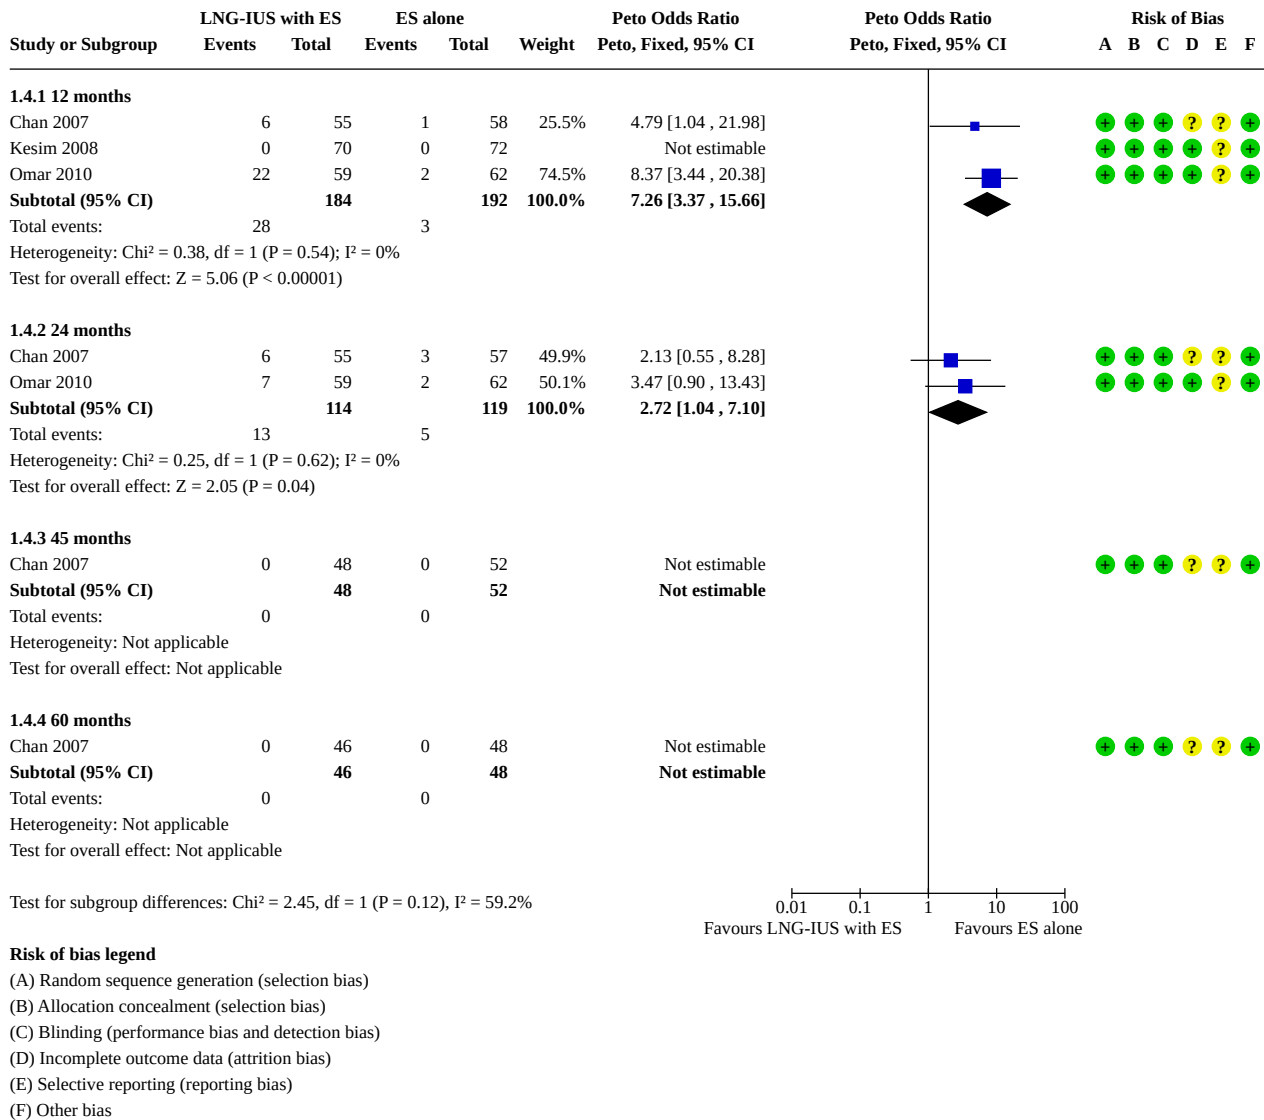 LNG-IUS with ES ES alone Peto Odds Ratio Peto Odds Ratio Risk of Bias
Study or Subgroup Events Total Events Total Weight Peto, Fixed, 95% CI Peto, Fixed, 95% CI A B C D E F
1.4.1 12 months
Chan 2007 6 55 1 58 25.5% 4.79 [1.04 , 21.98] + + + ? ? +
Kesim 2008 0 70 0 72 Not estimable + + + + ? +
Omar 2010 22 59 2 62 74.5% 8.37 [3.44 , 20.38] + + + + ? +
Subtotal (95% CI) 184 192 100.0% 7.26 [3.37 , 15.66]
Total events: 28 3
Heterogeneity: Chi² = 0.38, df = 1 (P = 0.54); I² = 0%
Test for overall effect: Z = 5.06 (P < 0.00001)
1.4.2 24 months
Chan 2007 6 55 3 57 49.9% 2.13 [0.55 , 8.28] + + + ? ? +
Omar 2010 7 59 2 62 50.1% 3.47 [0.90 , 13.43] + + + + ? +
Subtotal (95% CI) 114 119 100.0% 2.72 [1.04 , 7.10]
Total events: 13 5
Heterogeneity: Chi² = 0.25, df = 1 (P = 0.62); I² = 0%
Test for overall effect: Z = 2.05 (P = 0.04)
1.4.3 45 months
Chan 2007 0 48 0 52 Not estimable + + + ? ? +
Subtotal (95% CI) 48 52 Not estimable
Total events: 0 0
Heterogeneity: Not applicable
Test for overall effect: Not applicable
1.4.4 60 months
Chan 2007 0 46 0 48 Not estimable + + + ? ? +
Subtotal (95% CI) 46 48 Not estimable
Total events: 0 0
Heterogeneity: Not applicable
Test for overall effect: Not applicable
Test for subgroup differences: Chi² = 2.45, df = 1 (P = 0.12), I² = 59.2%
0.01 0.1 1 10 100
Favours LNG-IUS with ES Favours ES alone
Risk of bias legend
(A) Random sequence generation (selection bias)
(B) Allocation concealment (selection bias)
(C) Blinding (performance bias and detection bias)
(D) Incomplete outcome data (attrition bias)
(E) Selective reporting (reporting bias)
(F) Other bias